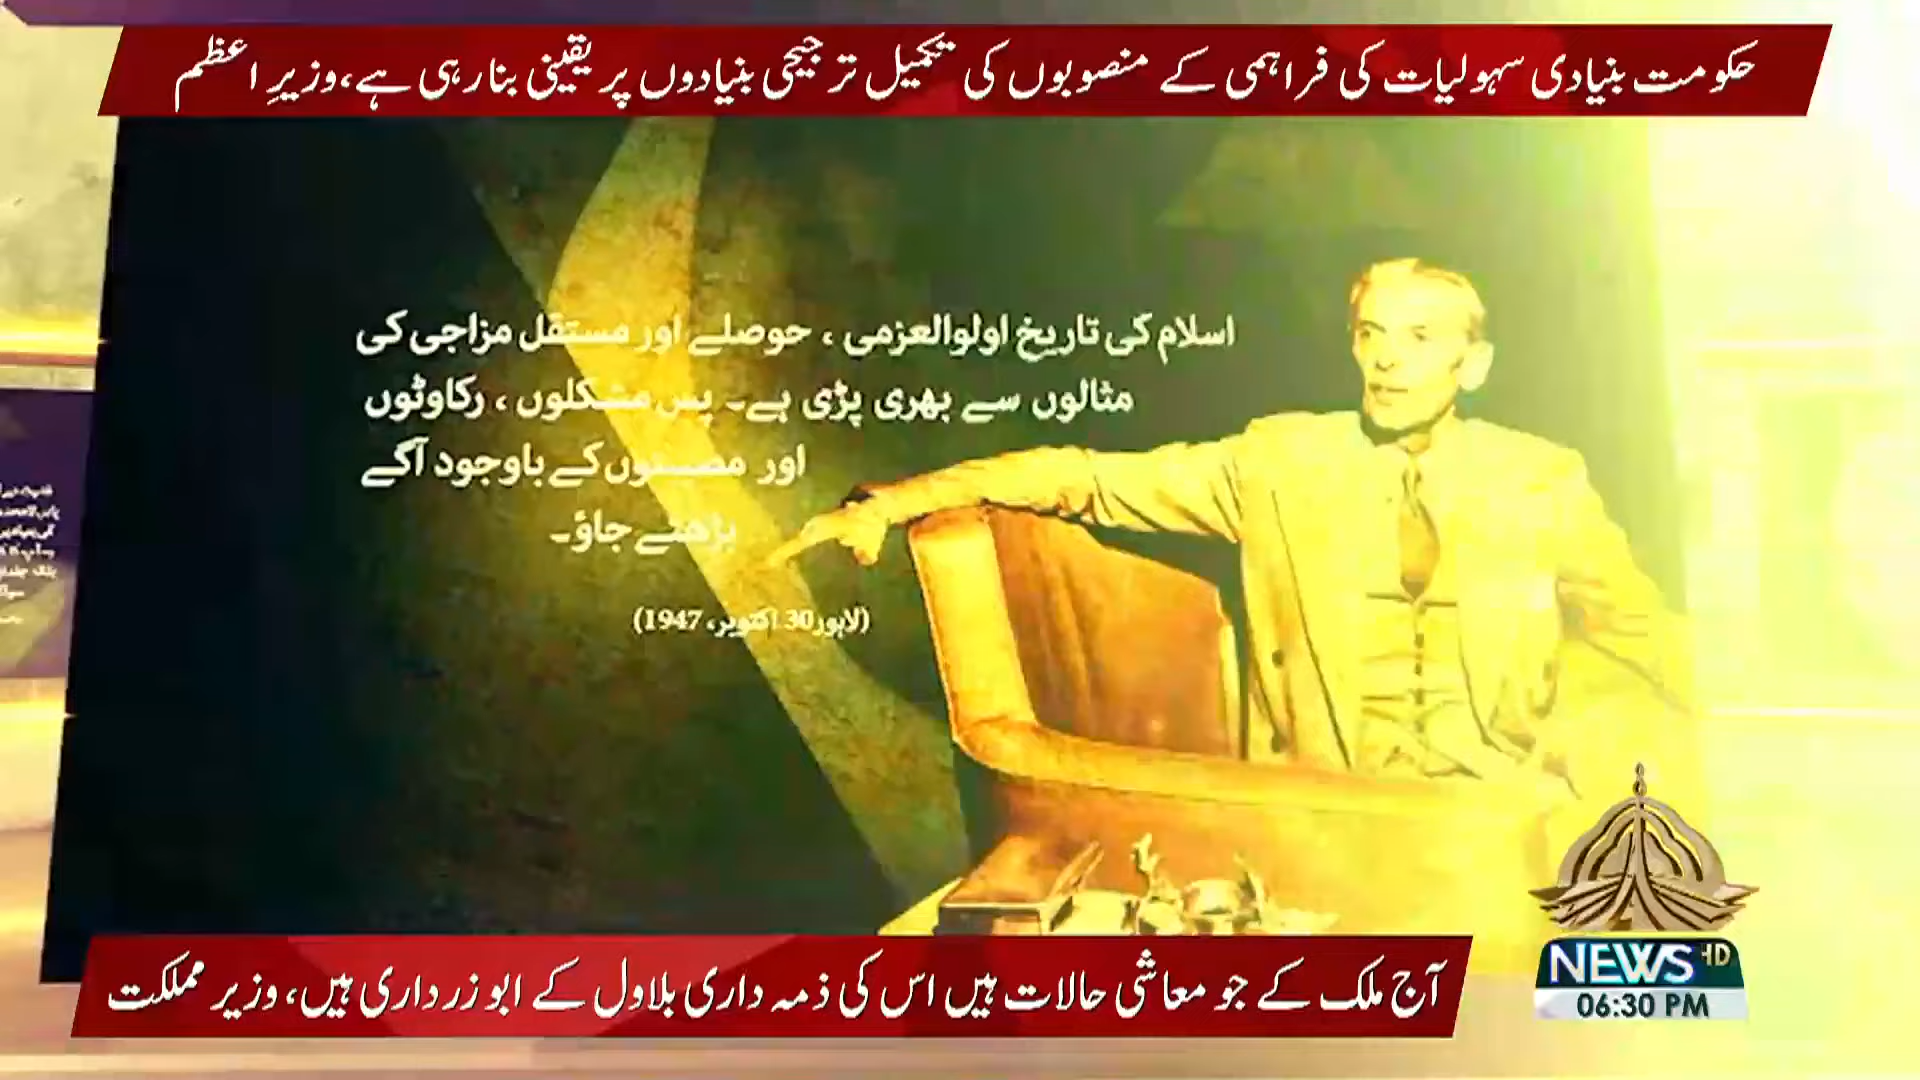 حکومت بنیادی سہولیات کی فراہمی کے منصوبوں کی تکمیل ترجیحی بنیادوں پر یقینی بنا رہی ہے، وزیرِ اعظم
اسلام کی تاریخ اولوالعزمی ، حوصلے اور مستقل مزاجی کی
مثالوں سے بھری پڑی ہے۔ پس مشکلوں ، رکاوٹوں
اور مصیبتوں کے باوجود آگے
بڑھتے جاؤ۔
(لاہور 30 اکتوبر، 1947)
آج ملک کے جو معاشی حالات ہیں اس کی ذمہ داری بلاول کے ابو زرداری ہیں، وزیر مملکت
NEWS HD
06:30 PM